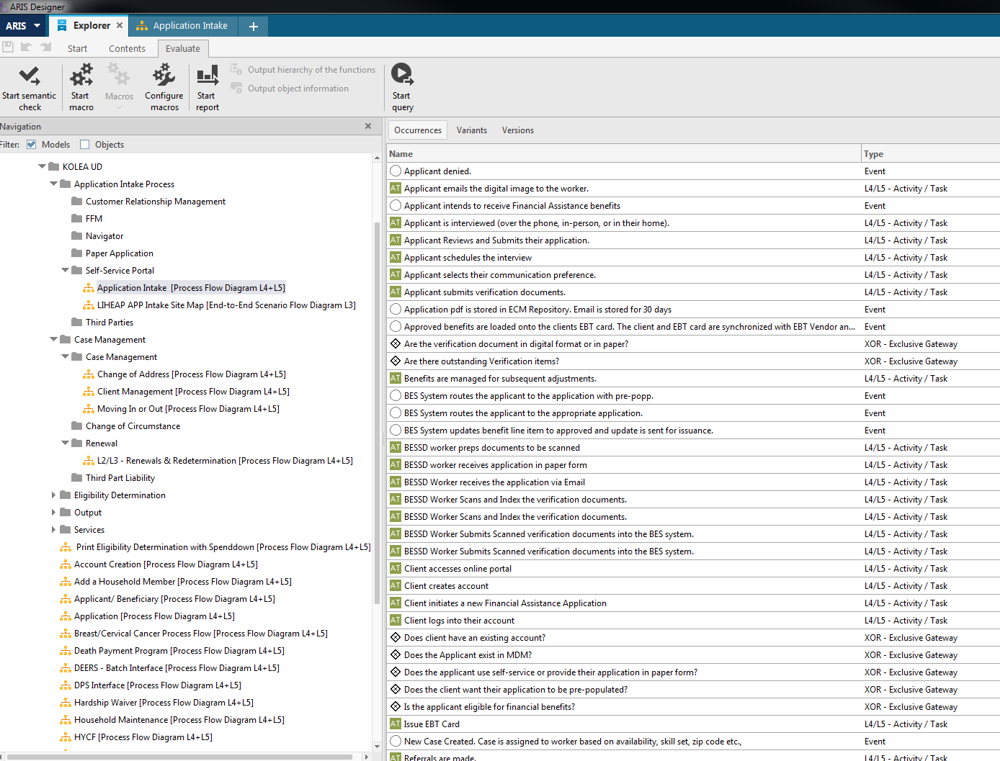 ARIS Designer
ARIS
Explorer
Application Intake
Start
Contents
Evaluate
Start semantic check
Start macro
Macros
Configure macros
Start report
Output hierarchy of the functions
Output object information
Start query
Navigation
Filter: Models Objects
KOLEA UD
Application Intake Process
Customer Relationship Management
FFM
Navigator
Paper Application
Self-Service Portal
Application Intake [Process Flow Diagram L4+L5]
LIHEAP APP Intake Site Map [End-to-End Scenario Flow Diagram L3]
Third Parties
Case Management
Case Management
Change of Address [Process Flow Diagram L4+L5]
Client Management [Process Flow Diagram L4+L5]
Moving In or Out [Process Flow Diagram L4+L5]
Change of Circumstance
Renewal
L2/L3 - Renewals & Redetermination [Process Flow Diagram L4+L5]
Third Part Liability
Eligibility Determination
Output
Services
Print Eligibility Determination with Spenddown [Process Flow Diagram L4+L5]
Account Creation [Process Flow Diagram L4+L5]
Add a Household Member [Process Flow Diagram L4+L5]
Applicant/ Beneficiary [Process Flow Diagram L4+L5]
Application [Process Flow Diagram L4+L5]
Breast/Cervical Cancer Process Flow [Process Flow Diagram L4+L5]
Death Payment Program [Process Flow Diagram L4+L5]
DEERS - Batch Interface [Process Flow Diagram L4+L5]
DPS Interface [Process Flow Diagram L4+L5]
Hardship Waiver [Process Flow Diagram L4+L5]
Household Maintenance [Process Flow Diagram L4+L5]
HYCF [Process Flow Diagram L4+L5]
Occurrences Variants Versions
Name Type
Applicant denied. Event
AT Applicant emails the digital image to the worker. L4/L5 - Activity / Task
Applicant intends to receive Financial Assistance benefits Event
AT Applicant is interviewed (over the phone, in-person, or in their home). L4/L5 - Activity / Task
AT Applicant Reviews and Submits their application. L4/L5 - Activity / Task
AT Applicant schedules the interview L4/L5 - Activity / Task
AT Applicant selects their communication preference. L4/L5 - Activity / Task
AT Applicant submits verification documents. L4/L5 - Activity / Task
Application pdf is stored in ECM Repository. Email is stored for 30 days Event
Approved benefits are loaded onto the clients EBT card. The client and EBT card are synchronized with EBT Vendor an... Event
Are the verification document in digital format or in paper? XOR - Exclusive Gateway
Are there outstanding Verification items? XOR - Exclusive Gateway
AT Benefits are managed for subsequent adjustments. L4/L5 - Activity / Task
BES System routes the applicant to the application with pre-popp. Event
BES System routes the applicant to the appropriate application. Event
BES System updates benefit line item to approved and update is sent for issuance. Event
AT BESSD worker preps documents to be scanned L4/L5 - Activity / Task
AT BESSD worker receives application in paper form L4/L5 - Activity / Task
AT BESSD Worker receives the application via Email L4/L5 - Activity / Task
AT BESSD Worker Scans and Index the verification documents. L4/L5 - Activity / Task
AT BESSD Worker Scans and Index the verification documents. L4/L5 - Activity / Task
AT BESSD Worker Submits Scanned verification documents into the BES system. L4/L5 - Activity / Task
AT BESSD Worker Submits Scanned verification documents into the BES system. L4/L5 - Activity / Task
AT Client accesses online portal L4/L5 - Activity / Task
AT Client creates account L4/L5 - Activity / Task
AT Client initiates a new Financial Assistance Application L4/L5 - Activity / Task
AT Client logs into their account L4/L5 - Activity / Task
Does client have an existing account? XOR - Exclusive Gateway
Does the Applicant exist in MDM? XOR - Exclusive Gateway
Does the applicant use self-service or provide their application in paper form? XOR - Exclusive Gateway
Does the client want their application to be pre-populated? XOR - Exclusive Gateway
Is the applicant eligible for financial benefits? XOR - Exclusive Gateway
AT Issue EBT Card L4/L5 - Activity / Task
New Case Created. Case is assigned to worker based on availability, skill set, zip code etc., Event
AT Referrals are made. L4/L5 - Activity / Task